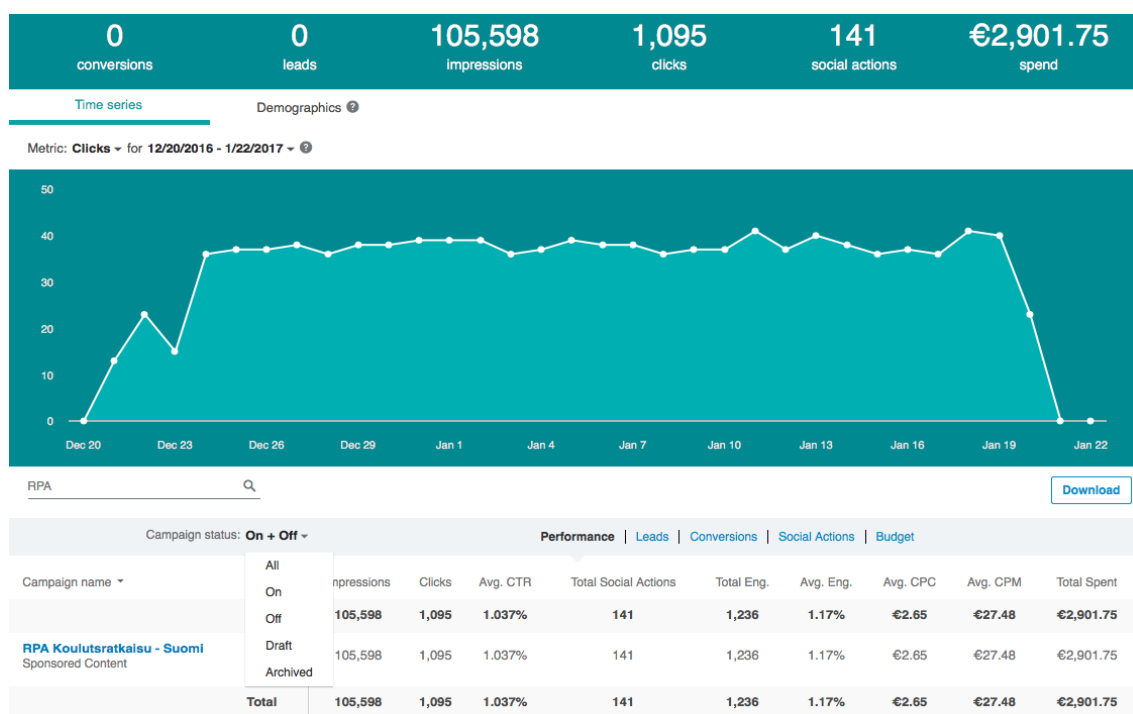 0 0 105,598 1,095 141 €2,901.75
conversions leads impressions clicks social actions spend
Time series Demographics ?
Metric: Clicks for 12/20/2016 - 1/22/2017 ?
50
40
30
20
10
0
Dec 20 Dec 23 Dec 26 Dec 29 Jan 1 Jan 4 Jan 7 Jan 10 Jan 13 Jan 16 Jan 19 Jan 22
RPA
Download
Campaign status: On + Off Performance | Leads | Conversions | Social Actions | Budget
All
On
Off
Draft
Archived
Campaign name mpressions Clicks Avg. CTR Total Social Actions Total Eng. Avg. Eng. Avg. CPC Avg. CPM Total Spent
105,598 1,095 1.037% 141 1,236 1.17% €2.65 €27.48 €2,901.75
RPA Koulutsratkaisu - Suomi 105,598 1,095 1.037% 141 1,236 1.17% €2.65 €27.48 €2,901.75
Sponsored Content
Total 105,598 1,095 1.037% 141 1,236 1.17% €2.65 €27.48 €2,901.75